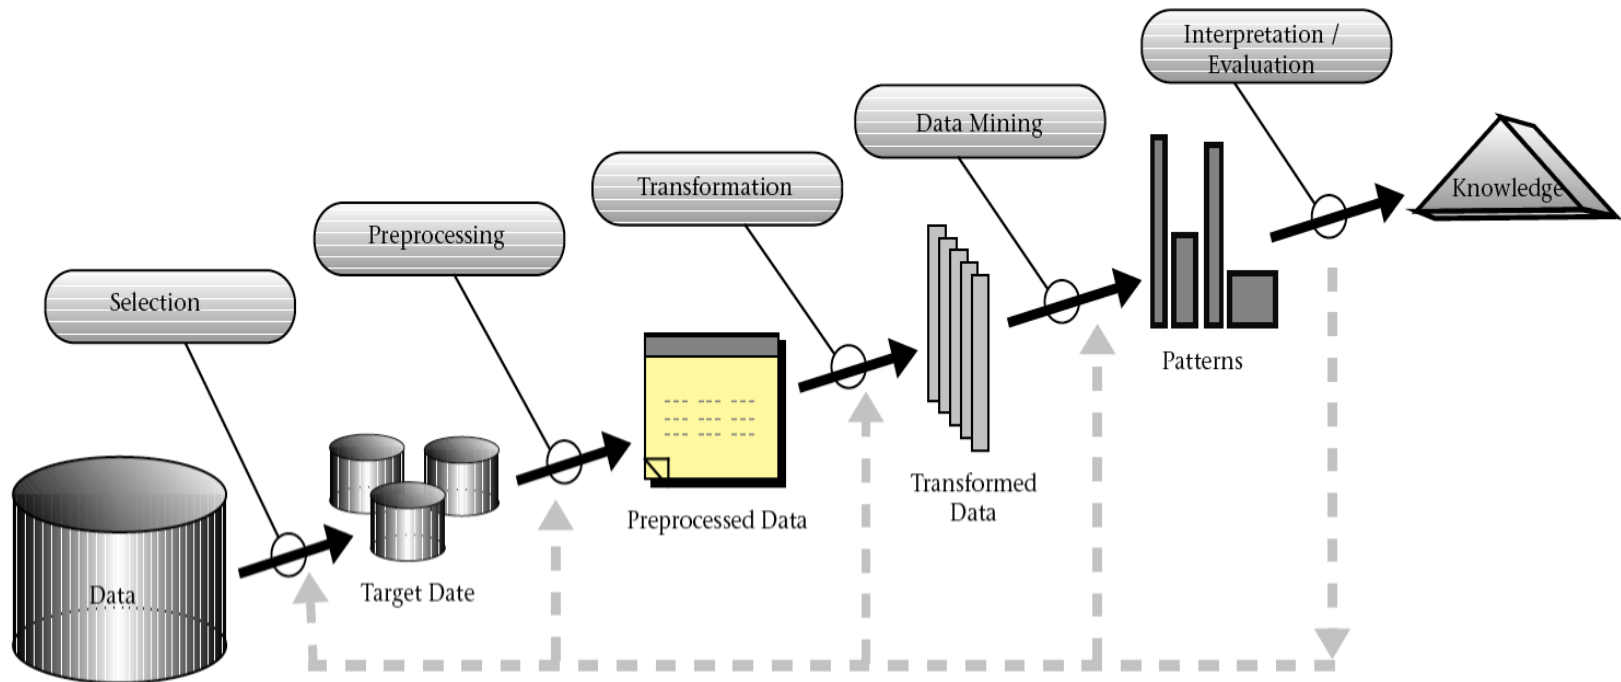 Interpretation /
Evaluation
Data Mining
Knowledge
Transformation
Preprocessing
Selection
Patterns
Transformed
Data
Preprocessed Data
Target Date
Data